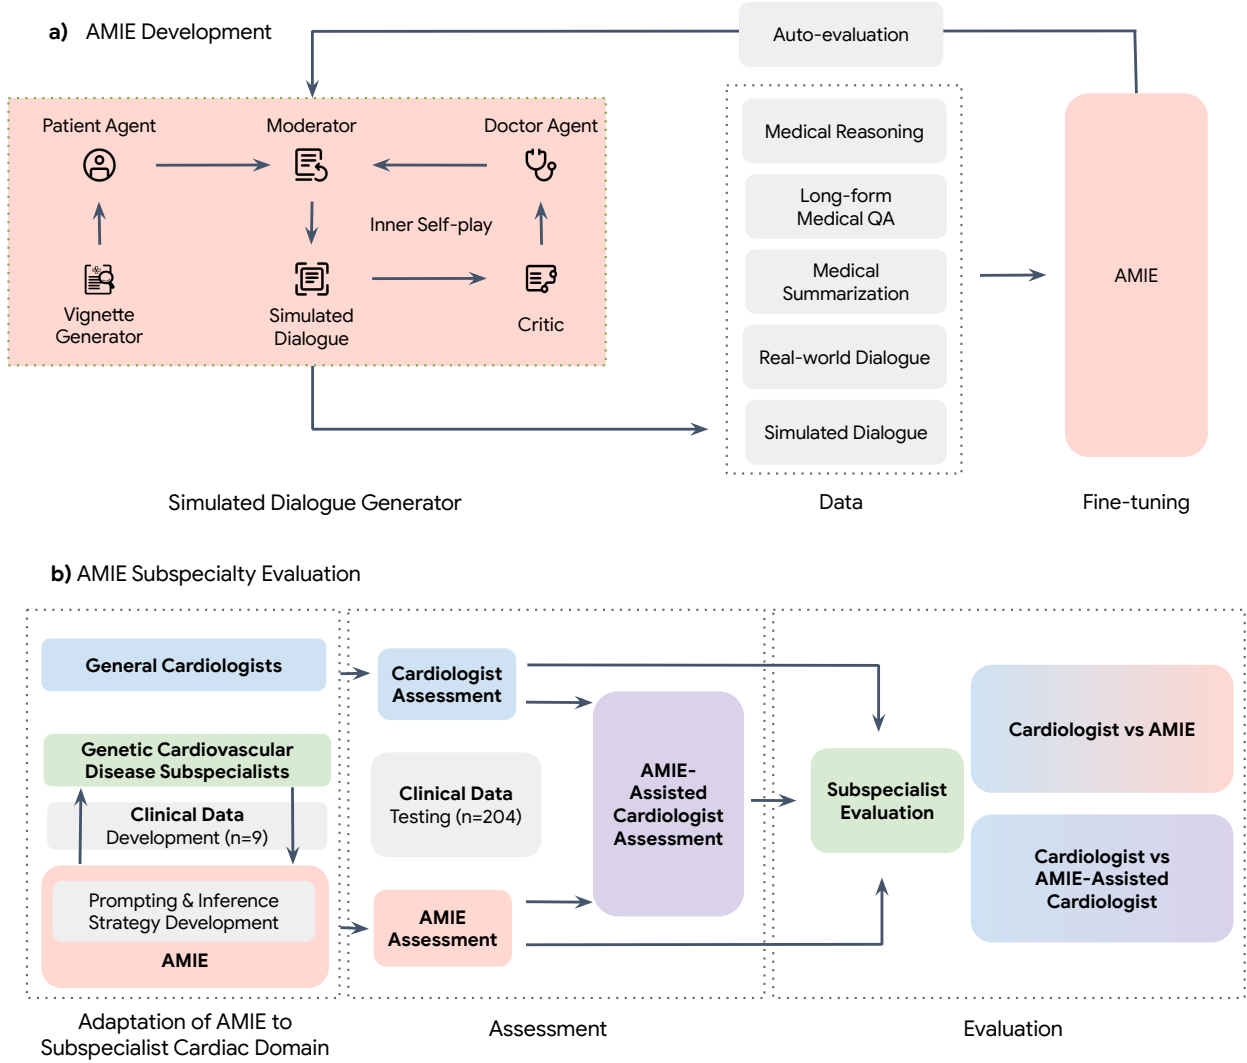 a) AMIE Development
Auto-evaluation
Patient Agent
Moderator
Doctor Agent
Inner Self-play
Vignette
Generator
Simulated
Dialogue
Critic
Medical Reasoning
Long-form
Medical QA
Medical
Summarization
Real-world Dialogue
Simulated Dialogue
AMIE
Simulated Dialogue Generator
Data
Fine-tuning
b) AMIE Subspecialty Evaluation
General Cardiologists
Genetic Cardiovascular
Disease Subspecialists
Clinical Data
Development (n=9)
Prompting & Inference
Strategy Development
AMIE
Cardiologist
Assessment
Clinical Data
Testing (n=204)
AMIE
Assessment
AMIE-
Assisted
Cardiologist
Assessment
Subspecialist
Evaluation
Cardiologist vs AMIE
Cardiologist vs
AMIE-Assisted
Cardiologist
Adaptation of AMIE to
Subspecialist Cardiac Domain
Assessment
Evaluation